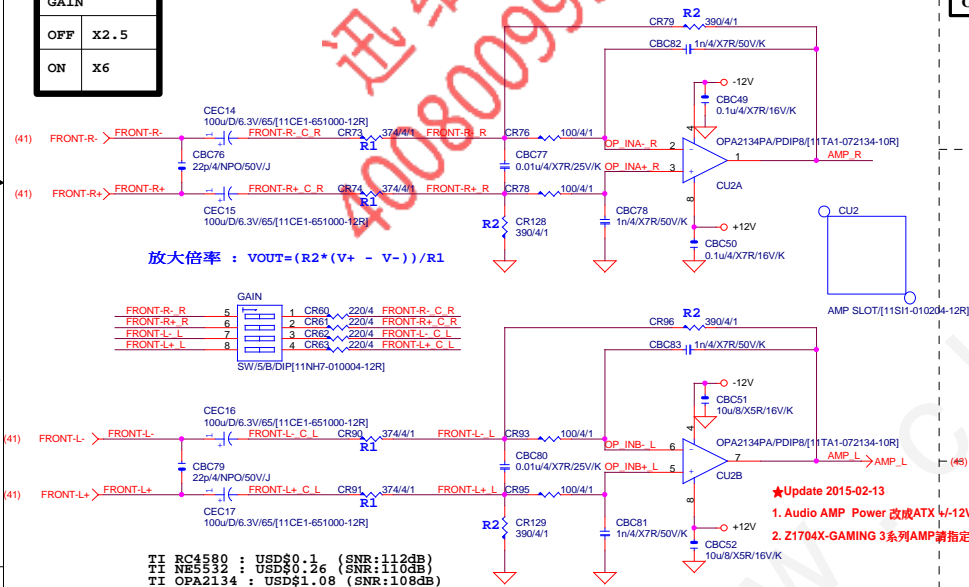 GAIN
OFF X2.5
ON X6
迅
40080099
R2
CR79 390/4/1
CBC82 1n/4/X7R/50V/K
-12V
CBC49
0.1u/4/X7R/16V/K
CEC14
100u/D/6.3V/65/[11CE1-651000-12R]
(41) FRONT-R- FRONT-R- 1 FRONT-R-_C_R CR73 374/4/1 FRONT-R-_R CR76 100/4/1
R1
OP_INA-_R 2
OPA2134PA/PDIP8/[11TA1-072134-10R]
4
1 AMP_R
CBC76
22p/4/NPO/50V/J
CBC77
0.01u/4/X7R/25V/K
OP_INA+_R 3
CU2A
8
(41) FRONT-R+ FRONT-R+ 1 FRONT-R+_C_R CR74 374/4/1 FRONT-R+_R CR78 100/4/1
R1
CEC15
100u/D/6.3V/65/[11CE1-651000-12R]
R2 CR128
390/4/1
CBC78
1n/4/X7R/50V/K
+12V
CBC50
0.1u/4/X7R/16V/K
CU2
AMP SLOT/[11SI1-010204-12R]
放大倍率 : VOUT=(R2*(V+ - V-))/R1
GAIN
FRONT-R-_R 5 1 CR60 220/4 FRONT-R-_C_R
FRONT-R+_R 6 2 CR61 220/4 FRONT-R+_C_R
FRONT-L-_L 7 3 CR62 220/4 FRONT-L-_C_L
FRONT-L+_L 8 4 CR63 220/4 FRONT-L+_C_L
SW/5/B/DIP[11NH7-010004-12R]
R2
CR96 390/4/1
CBC83 1n/4/X7R/50V/K
-12V
CBC51
10u/8/X5R/16V/K
CEC16
100u/D/6.3V/65/[11CE1-651000-12R]
(41) FRONT-L- FRONT-L- 1 FRONT-L-_C_L CR90 374/4/1 FRONT-L-_L CR93 100/4/1
R1
OP_INB-_L 6
OPA2134PA/PDIP8/[11TA1-072134-10R]
4
7 AMP_L AMP_L (43)
CBC79
22p/4/NPO/50V/J
CBC80
0.01u/4/X7R/25V/K
OP_INB+_L 5
CU2B
8
(41) FRONT-L+ FRONT-L+ 1 FRONT-L+_C_L CR91 374/4/1 FRONT-L+_L CR95 100/4/1
R1
CEC17
100u/D/6.3V/65/[11CE1-651000-12R]
R2 CR129
390/4/1
CBC81
1n/4/X7R/50V/K
+12V
CBC52
10u/8/X5R/16V/K
★Update 2015-02-13
1. Audio AMP Power 改成ATX +/-12V
2. Z1704X-GAMING 3系列AMP請指定
TI RC4580 : USD$0.1 (SNR:112dB)
TI NE5532 : USD$0.26 (SNR:110dB)
TI OPA2134 : USD$1.08 (SNR:108dB)